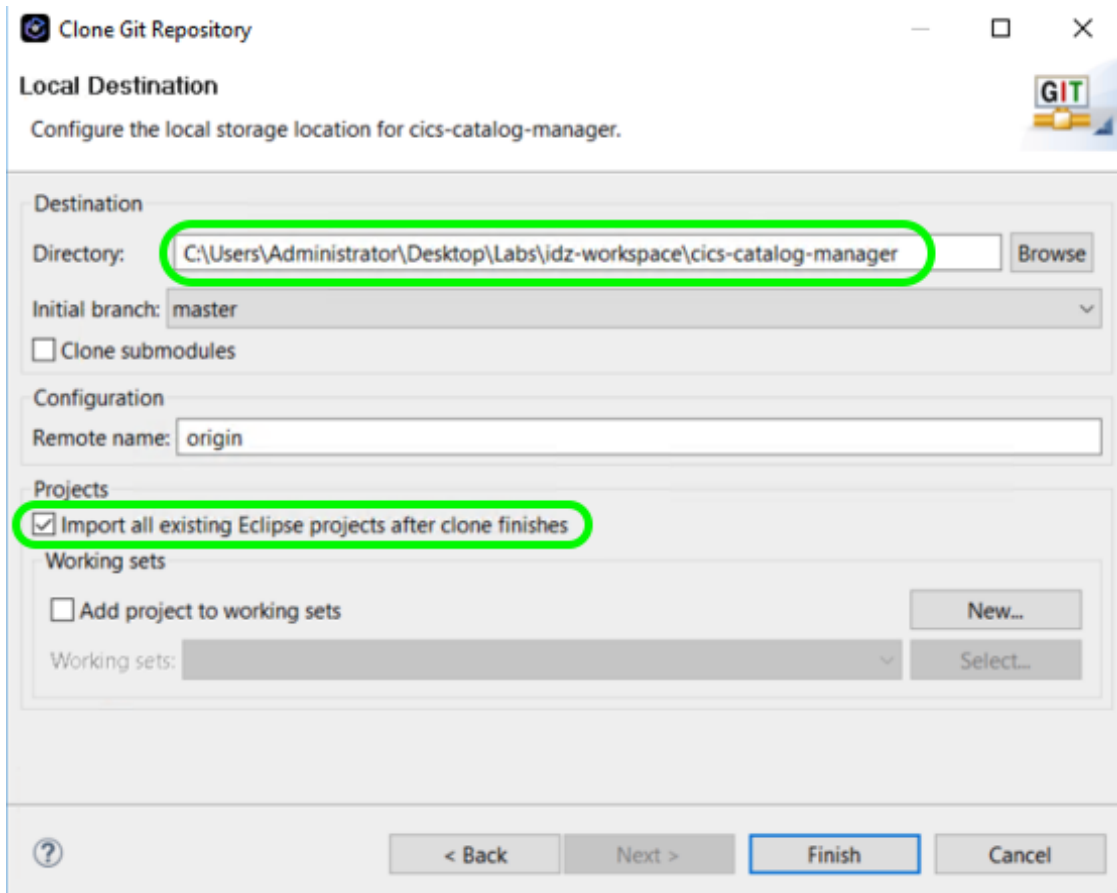 Clone Git Repository
Local Destination
GIT
Configure the local storage location for cics-catalog-manager.
Destination
Directory: C:\Users\Administrator\Desktop\Labs\idz-workspace\cics-catalog-manager Browse
Initial branch: master
Clone submodules
Configuration
Remote name: origin
Projects
Import all existing Eclipse projects after clone finishes
Working sets
Add project to working sets New...
Working sets: Select...
? < Back Next > Finish Cancel